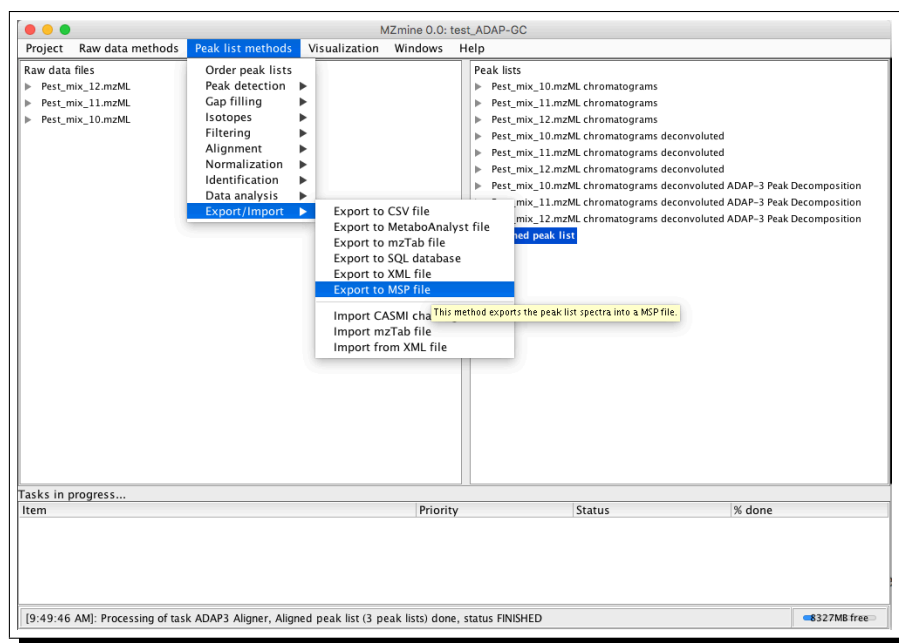 MZmine 0.0: test_ADAP-GC
Project Raw data methods Peak list methods Visualization Windows Help
Raw data files
Pest_mix_12.mzML
Pest_mix_11.mzML
Pest_mix_10.mzML
Order peak lists
Peak detection
Gap filling
Isotopes
Filtering
Alignment
Normalization
Identification
Data analysis
Export/Import
Export to CSV file
Export to MetaboAnalyst file
Export to mzTab file
Export to SQL database
Export to XML file
Export to MSP file
This method exports the peak list spectra into a MSP file.
Import CASMI cha
Import mzTab file
Import from XML file
Peak lists
Pest_mix_10.mzML chromatograms
Pest_mix_11.mzML chromatograms
Pest_mix_12.mzML chromatograms
Pest_mix_10.mzML chromatograms deconvoluted
Pest_mix_11.mzML chromatograms deconvoluted
Pest_mix_12.mzML chromatograms deconvoluted
Pest_mix_10.mzML chromatograms deconvoluted ADAP-3 Peak Decomposition
_mix_11.mzML chromatograms deconvoluted ADAP-3 Peak Decomposition
_mix_12.mzML chromatograms deconvoluted ADAP-3 Peak Decomposition
ned peak list
Tasks in progress...
Item Priority Status % done
[9:49:46 AM]: Processing of task ADAP3 Aligner, Aligned peak list (3 peak lists) done, status FINISHED
8327MB free